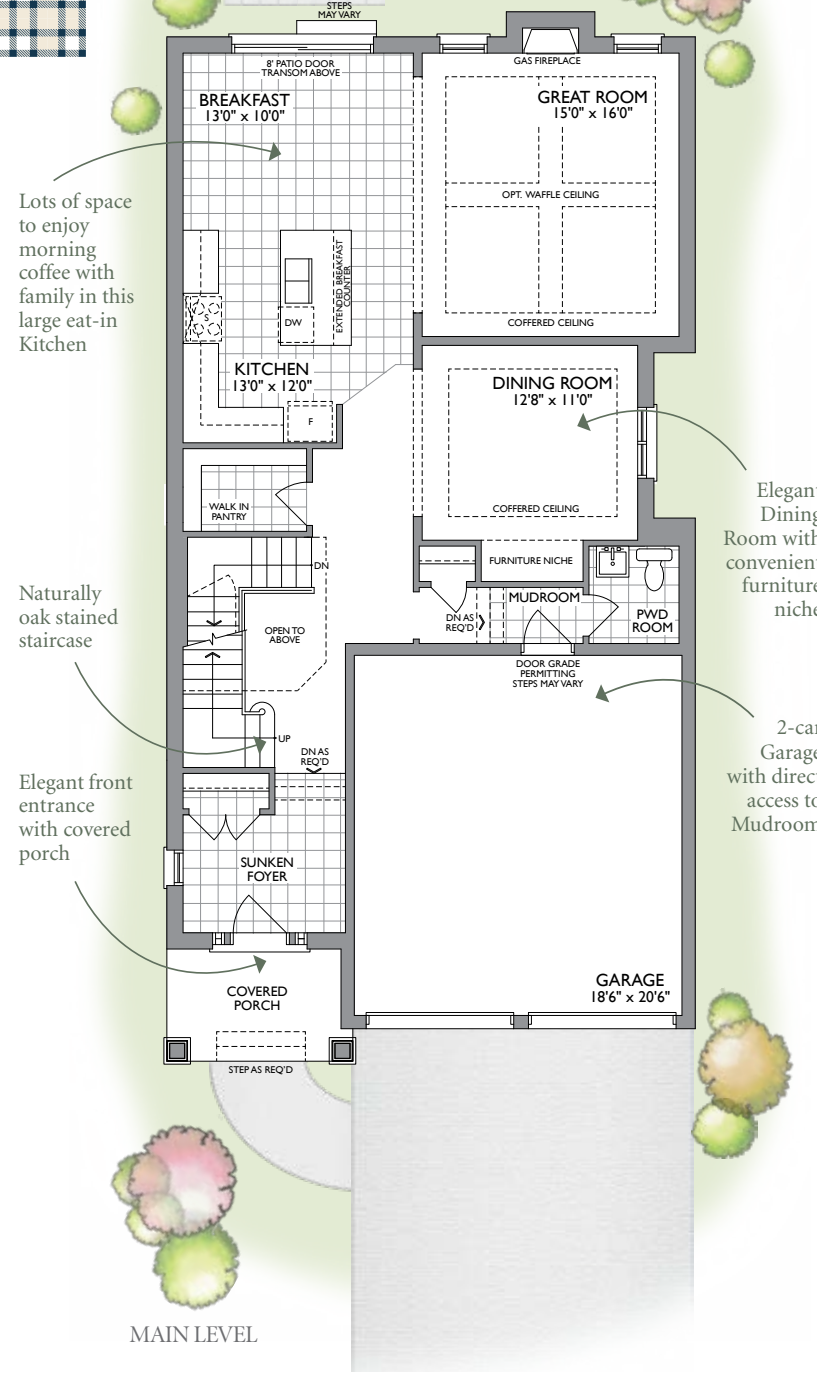 STEPS
MAY VARY
8' PATIO DOOR
TRANSOM ABOVE
GAS FIREPLACE
BREAKFAST
13'0" x 10'0"
GREAT ROOM
15'0" x 16'0"
OPT. WAFFLE CEILING
COFFERED CEILING
Lots of space
to enjoy
morning
coffee with
family in this
large eat-in
Kitchen
EXTENDED BREAKFAST
COUNTER
S
DW
KITCHEN
13'0" x 12'0"
F
DINING ROOM
12'8" x 11'0"
COFFERED CEILING
Elegant
Dining
Room with
convenient
furniture
niche
WALK IN
PANTRY
DN
FURNITURE NICHE
MUDROOM
DN AS
REQ'D
PWD
ROOM
Naturally
oak stained
staircase
OPEN TO
ABOVE
DOOR GRADE
PERMITTING
STEPS MAY VARY
UP
DN AS
REQ'D
2-car
Garage
with direct
access to
Mudroom
Elegant front
entrance
with covered
porch
SUNKEN
FOYER
GARAGE
18'6" x 20'6"
COVERED
PORCH
STEP AS REQ'D
MAIN LEVEL